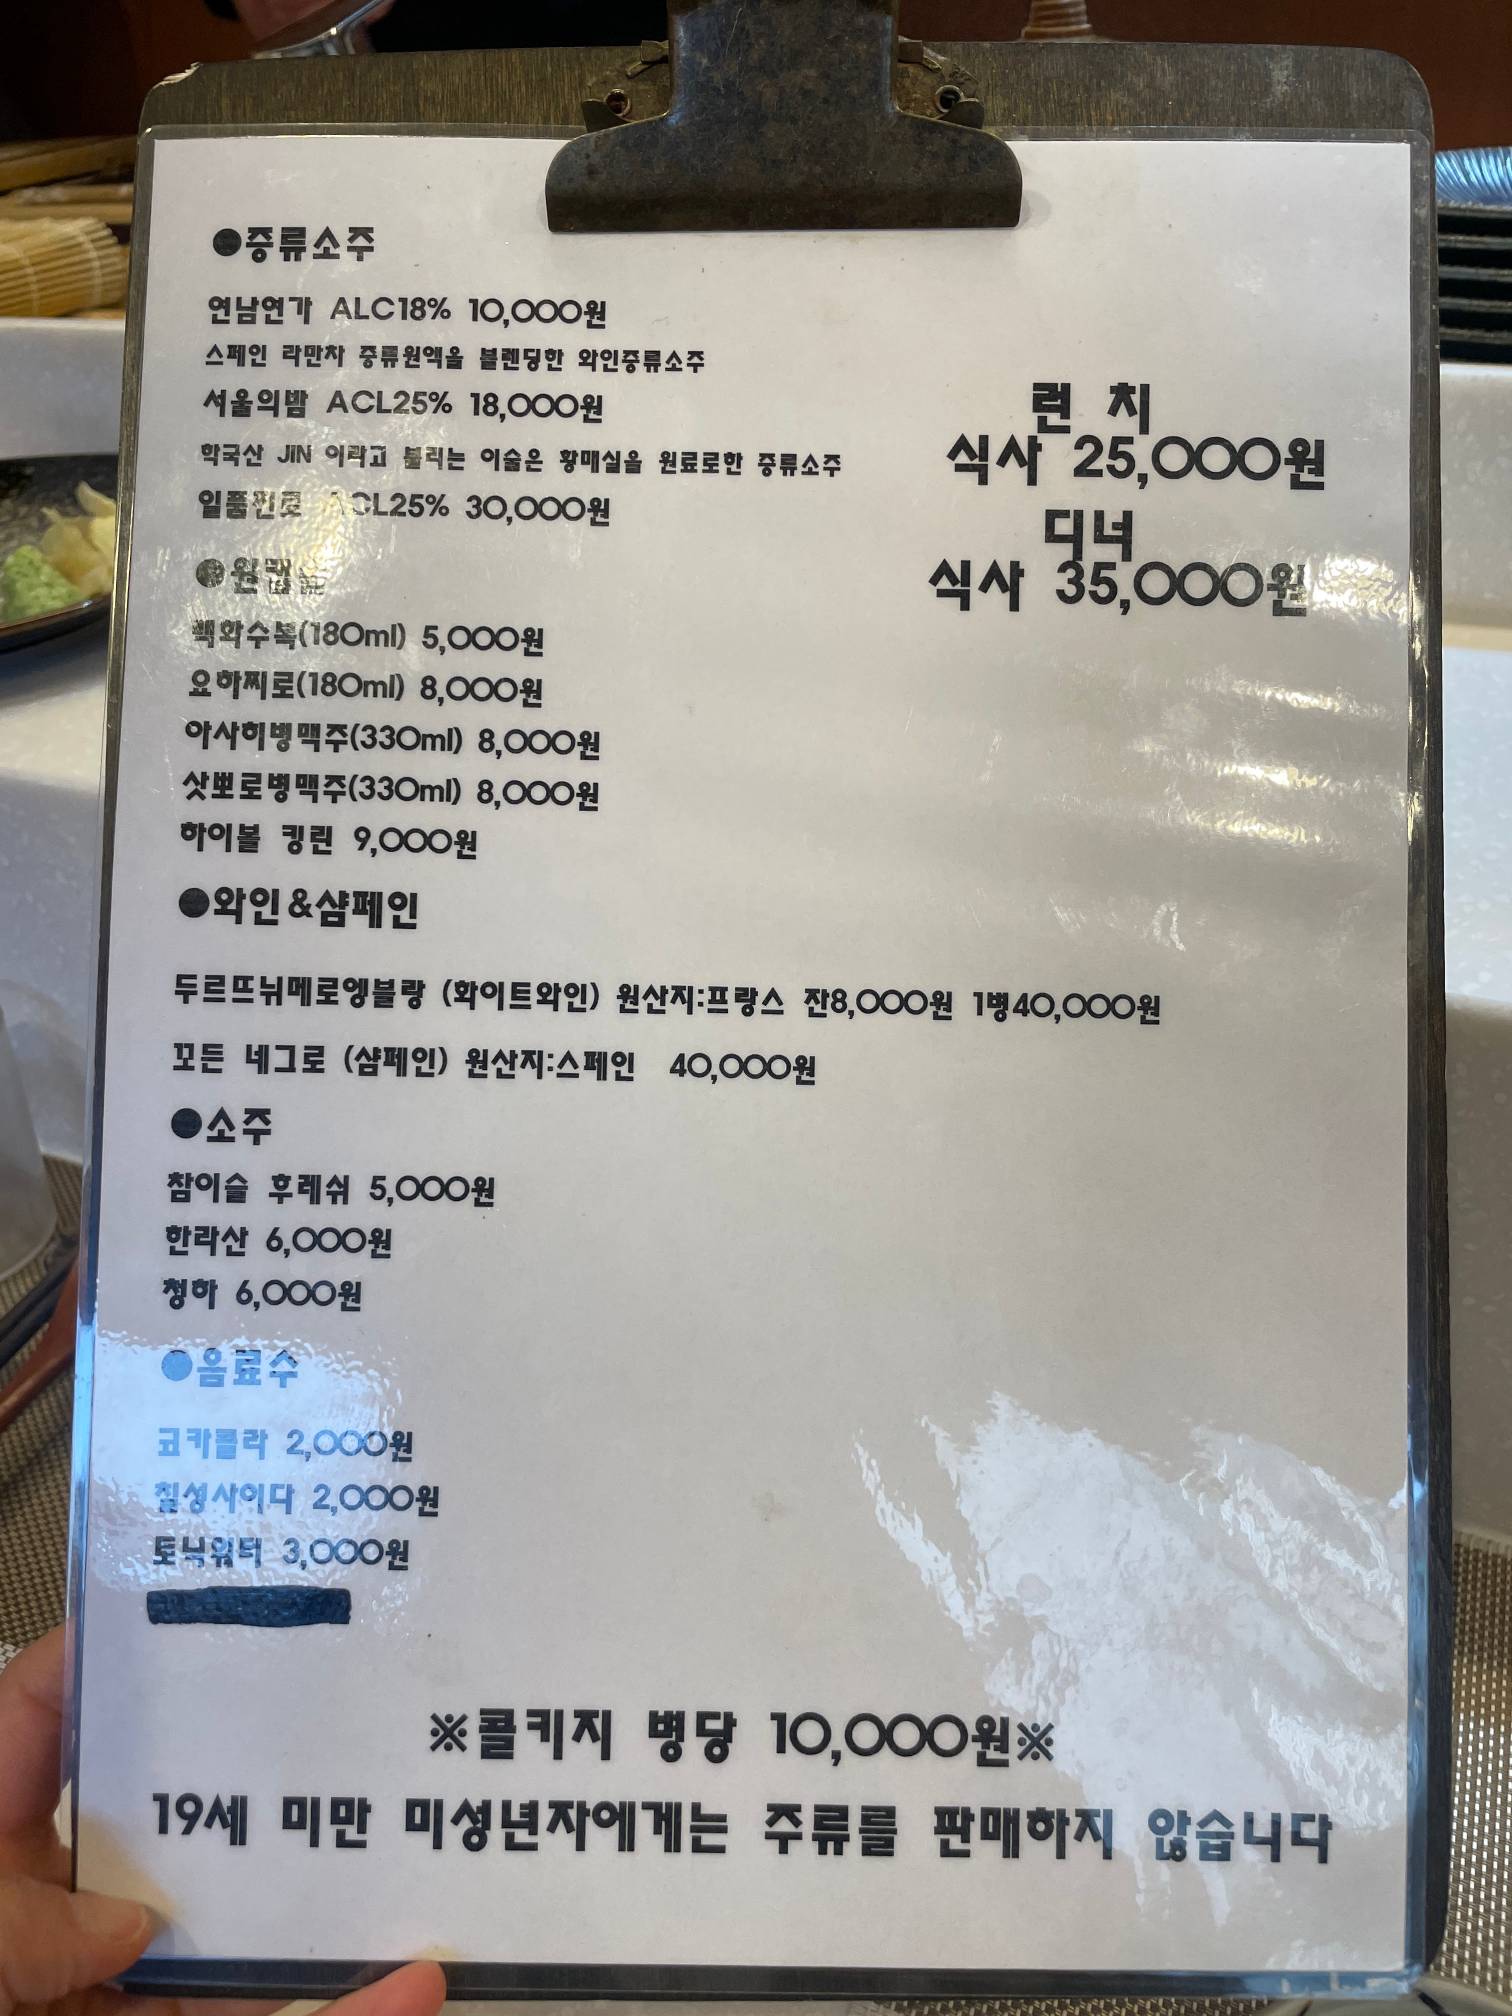 ●증류소주
연남연가 ALC18% 10,000원
스페인 라만차 증류원액을 블렌딩한 와인증류소주
서울의밤 ACL25% 18,000원
학국산 JIN 이라고 불리는 이술은 황매실을 원료로한 증류소주
일품진로 ACL25% 30,000원
런 치
식사 25,000원
디너
식사 35,000원
●원컵술
백화수복(180ml) 5,000원
요하찌로(180ml) 8,000원
아사히병맥주(330ml) 8,000원
삿뽀로병맥주(330ml) 8,000원
하이볼 킹린 9,000원
●와인&샴페인
두르뜨뉘메로엥블랑 (화이트와인) 원산지:프랑스 잔8,000원 1병40,000원
꼬든 네그로 (샴페인) 원산지:스페인 40,000원
●소주
참이슬 후레쉬 5,000원
한라산 6,000원
청하 6,000원
●음료수
코카콜라 2,000원
칠성사이다 2,000원
토닉워터 3,000원
※콜키지 병당 10,000원※
19세 미만 미성년자에게는 주류를 판매하지 않습니다